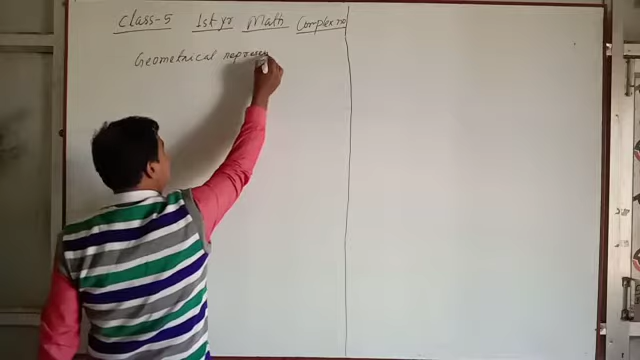 Class-5 1st yr Math Complex no
Geometrical represen